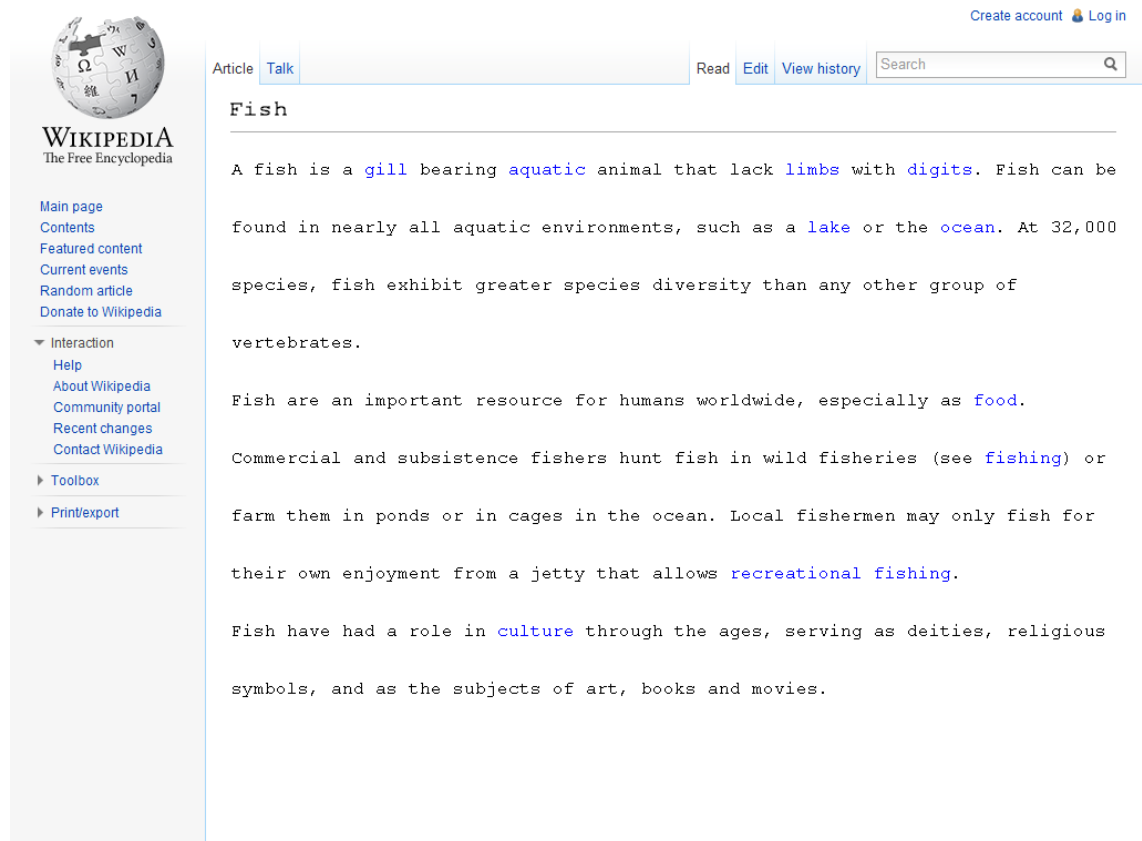 Create account Log in
Article Talk Read Edit View history Search
Ω W И 維 7
WIKIPEDIA
The Free Encyclopedia
Main page
Contents
Featured content
Current events
Random article
Donate to Wikipedia
Interaction
Help
About Wikipedia
Community portal
Recent changes
Contact Wikipedia
Toolbox
Print/export
Fish
A fish is a gill bearing aquatic animal that lack limbs with digits. Fish can be
found in nearly all aquatic environments, such as a lake or the ocean. At 32,000
species, fish exhibit greater species diversity than any other group of
vertebrates.
Fish are an important resource for humans worldwide, especially as food.
Commercial and subsistence fishers hunt fish in wild fisheries (see fishing) or
farm them in ponds or in cages in the ocean. Local fishermen may only fish for
their own enjoyment from a jetty that allows recreational fishing.
Fish have had a role in culture through the ages, serving as deities, religious
symbols, and as the subjects of art, books and movies.